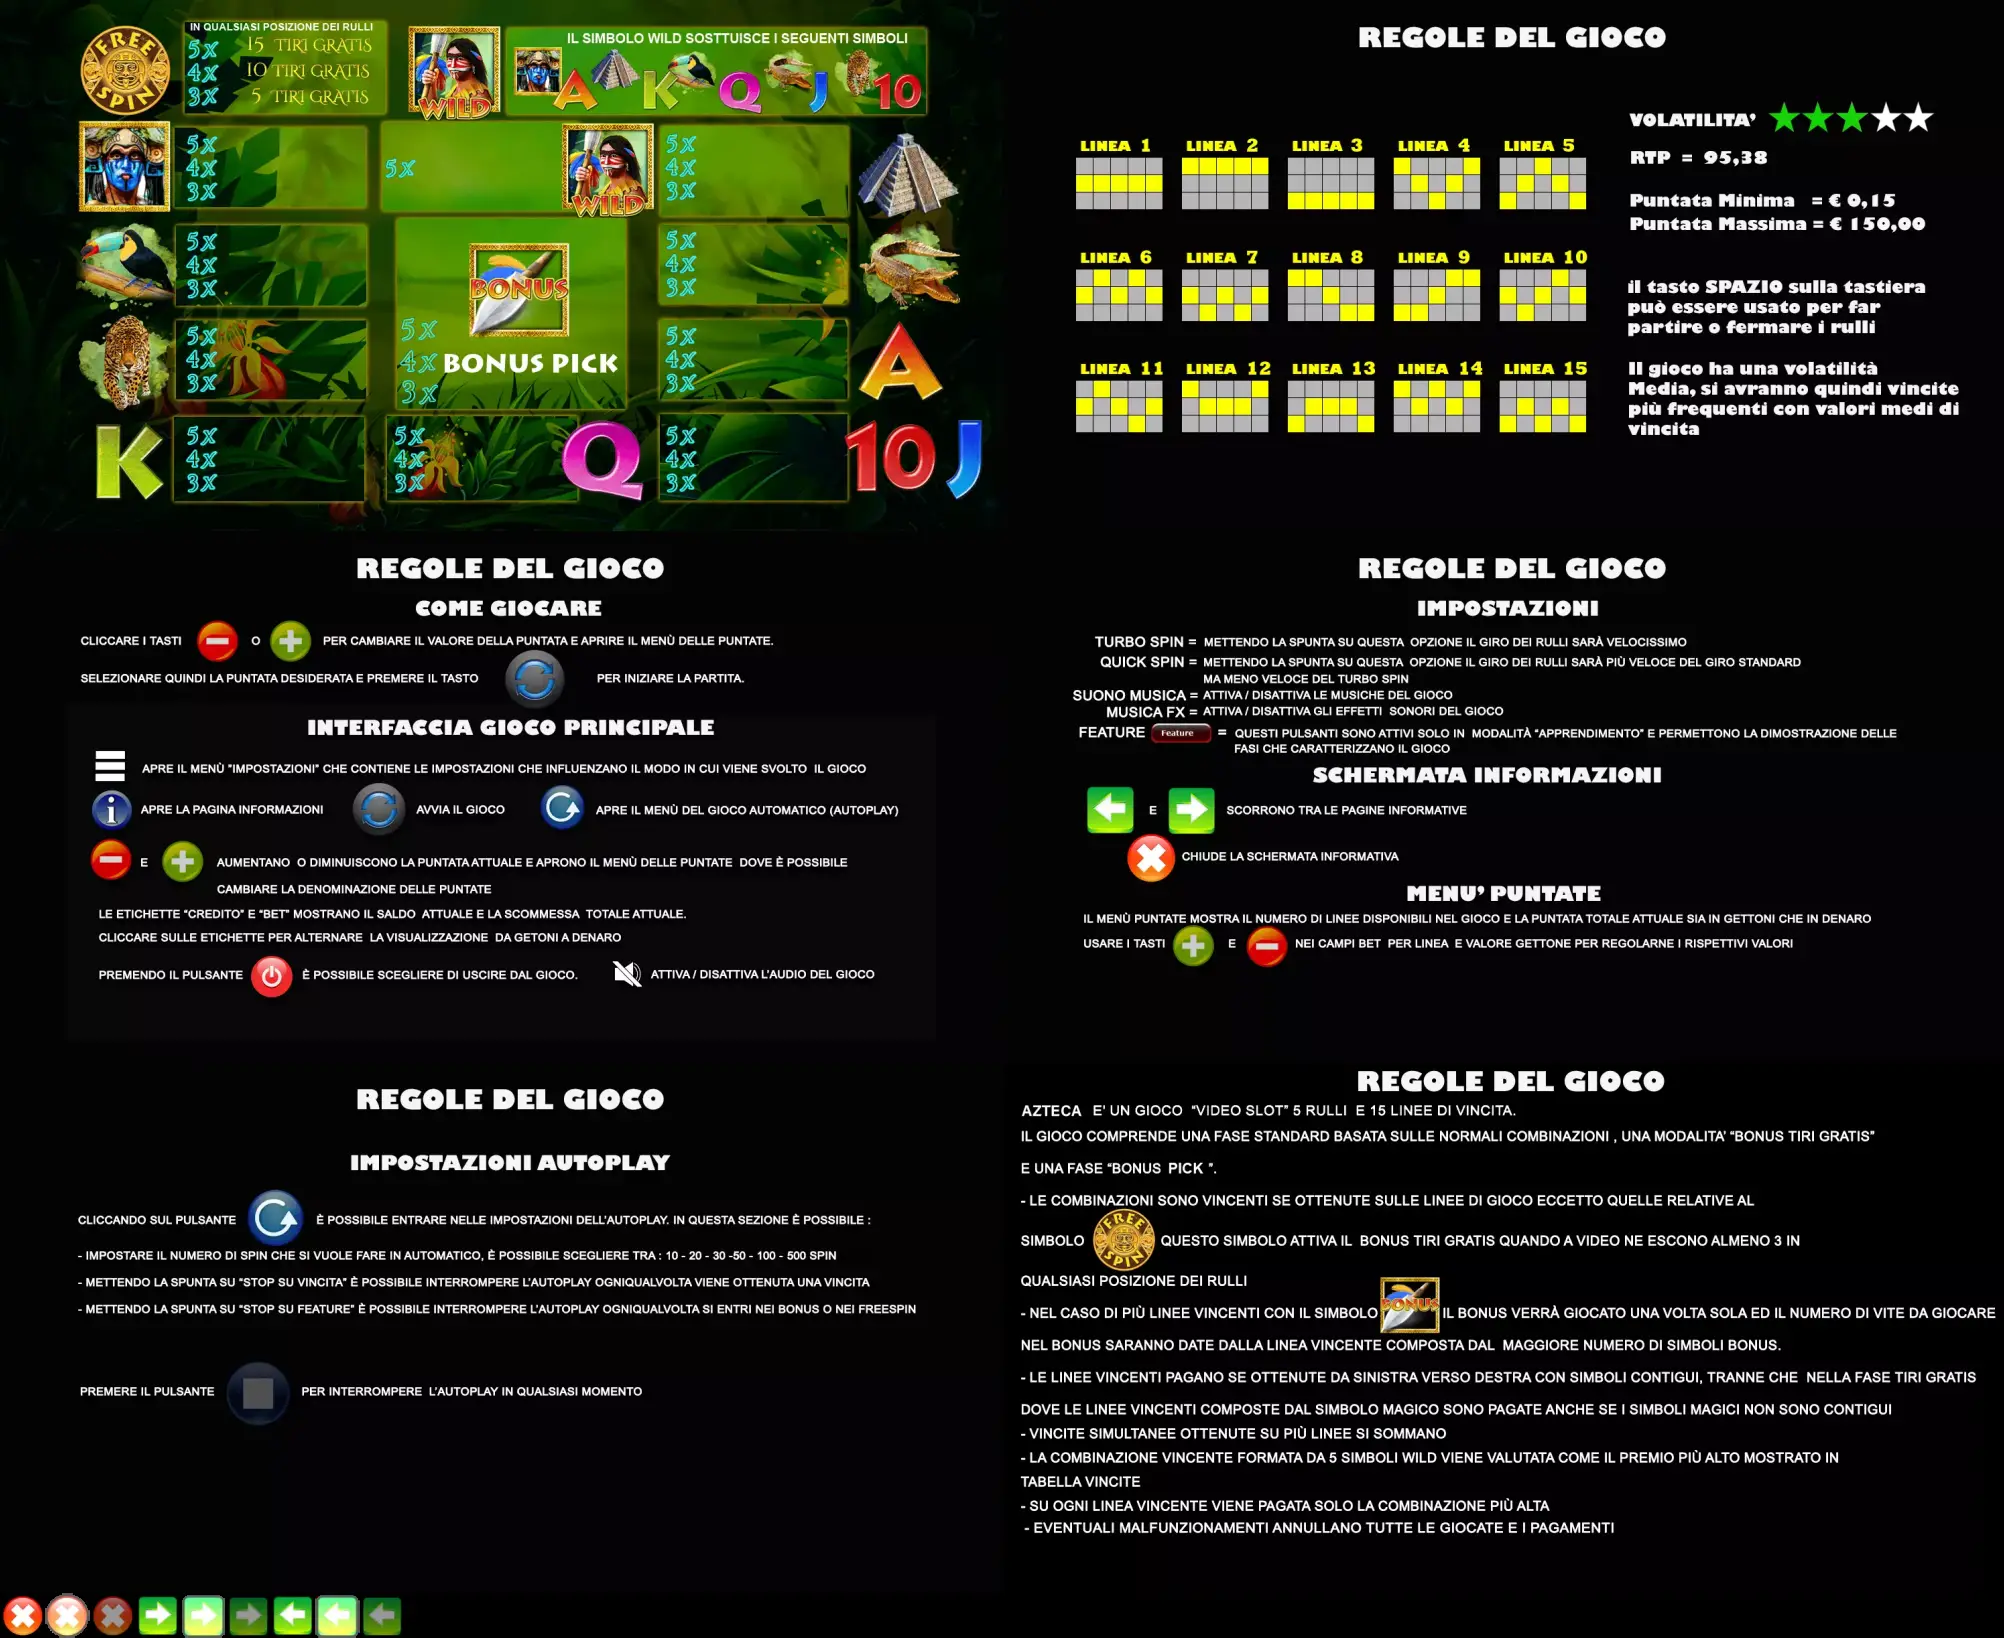 FREE SPIN
IN QUALSIASI POSIZIONE DEI RULLI
5x 15 TIRI GRATIS
4x 10 TIRI GRATIS
3x 5 TIRI GRATIS
WILD
IL SIMBOLO WILD SOSTTUISCE I SEGUENTI SIMBOLI
A K Q J 10
5x
4x
3x
5x
WILD
5x
4x
3x
5x
4x
3x
BONUS
5x
4x BONUS PICK
3x
5x
4x
3x
5x
4x
3x
5x
4x
3x
A
K
5x
4x
3x
5x
4x
3x
Q
5x
4x
3x
10 J
REGOLE DEL GIOCO
LINEA 1 LINEA 2 LINEA 3 LINEA 4 LINEA 5
LINEA 6 LINEA 7 LINEA 8 LINEA 9 LINEA 10
LINEA 11 LINEA 12 LINEA 13 LINEA 14 LINEA 15
VOLATILITA'
RTP = 95,38
Puntata Minima = € 0,15
Puntata Massima = € 150,00
il tasto SPAZIO sulla tastiera
può essere usato per far
partire o fermare i rulli
Il gioco ha una volatilità
Media, si avranno quindi vincite
più frequenti con valori medi di
vincita
REGOLE DEL GIOCO
COME GIOCARE
CLICCARE I TASTI O PER CAMBIARE IL VALORE DELLA PUNTATA E APRIRE IL MENÙ DELLE PUNTATE.
SELEZIONARE QUINDI LA PUNTATA DESIDERATA E PREMERE IL TASTO PER INIZIARE LA PARTITA.
INTERFACCIA GIOCO PRINCIPALE
APRE IL MENÙ "IMPOSTAZIONI" CHE CONTIENE LE IMPOSTAZIONI CHE INFLUENZANO IL MODO IN CUI VIENE SVOLTO IL GIOCO
i APRE LA PAGINA INFORMAZIONI AVVIA IL GIOCO APRE IL MENÙ DEL GIOCO AUTOMATICO (AUTOPLAY)
E AUMENTANO O DIMINUISCONO LA PUNTATA ATTUALE E APRONO IL MENÙ DELLE PUNTATE DOVE È POSSIBILE
CAMBIARE LA DENOMINAZIONE DELLE PUNTATE
LE ETICHETTE "CREDITO" E "BET" MOSTRANO IL SALDO ATTUALE E LA SCOMMESSA TOTALE ATTUALE.
CLICCARE SULLE ETICHETTE PER ALTERNARE LA VISUALIZZAZIONE DA GETONI A DENARO
PREMENDO IL PULSANTE È POSSIBILE SCEGLIERE DI USCIRE DAL GIOCO. ATTIVA / DISATTIVA L'AUDIO DEL GIOCO
REGOLE DEL GIOCO
IMPOSTAZIONI
TURBO SPIN = METTENDO LA SPUNTA SU QUESTA OPZIONE IL GIRO DEI RULLI SARÀ VELOCISSIMO
QUICK SPIN = METTENDO LA SPUNTA SU QUESTA OPZIONE IL GIRO DEI RULLI SARÀ PIÙ VELOCE DEL GIRO STANDARD
MA MENO VELOCE DEL TURBO SPIN
SUONO MUSICA = ATTIVA / DISATTIVA LE MUSICHE DEL GIOCO
MUSICA FX = ATTIVA / DISATTIVA GLI EFFETTI SONORI DEL GIOCO
FEATURE Feature = QUESTI PULSANTI SONO ATTIVI SOLO IN MODALITÀ "APPRENDIMENTO" E PERMETTONO LA DIMOSTRAZIONE DELLE
FASI CHE CARATTERIZZANO IL GIOCO
SCHERMATA INFORMAZIONI
E SCORRONO TRA LE PAGINE INFORMATIVE
CHIUDE LA SCHERMATA INFORMATIVA
MENU' PUNTATE
IL MENÙ PUNTATE MOSTRA IL NUMERO DI LINEE DISPONIBILI NEL GIOCO E LA PUNTATA TOTALE ATTUALE SIA IN GETTONI CHE IN DENARO
USARE I TASTI E NEI CAMPI BET PER LINEA E VALORE GETTONE PER REGOLARNE I RISPETTIVI VALORI
REGOLE DEL GIOCO
IMPOSTAZIONI AUTOPLAY
CLICCANDO SUL PULSANTE È POSSIBILE ENTRARE NELLE IMPOSTAZIONI DELL'AUTOPLAY. IN QUESTA SEZIONE È POSSIBILE :
- IMPOSTARE IL NUMERO DI SPIN CHE SI VUOLE FARE IN AUTOMATICO, È POSSIBILE SCEGLIERE TRA : 10 - 20 - 30 -50 - 100 - 500 SPIN
- METTENDO LA SPUNTA SU "STOP SU VINCITA" È POSSIBILE INTERROMPERE L'AUTOPLAY OGNIQUALVOLTA VIENE OTTENUTA UNA VINCITA
- METTENDO LA SPUNTA SU "STOP SU FEATURE" È POSSIBILE INTERROMPERE L'AUTOPLAY OGNIQUALVOLTA SI ENTRI NEI BONUS O NEI FREESPIN
PREMERE IL PULSANTE PER INTERROMPERE L'AUTOPLAY IN QUALSIASI MOMENTO
REGOLE DEL GIOCO
AZTECA E' UN GIOCO "VIDEO SLOT" 5 RULLI E 15 LINEE DI VINCITA.
IL GIOCO COMPRENDE UNA FASE STANDARD BASATA SULLE NORMALI COMBINAZIONI , UNA MODALITA' "BONUS TIRI GRATIS"
E UNA FASE "BONUS PICK ".
- LE COMBINAZIONI SONO VINCENTI SE OTTENUTE SULLE LINEE DI GIOCO ECCETTO QUELLE RELATIVE AL
SIMBOLO FREE SPIN QUESTO SIMBOLO ATTIVA IL BONUS TIRI GRATIS QUANDO A VIDEO NE ESCONO ALMENO 3 IN
QUALSIASI POSIZIONE DEI RULLI
- NEL CASO DI PIÙ LINEE VINCENTI CON IL SIMBOLO BONUS IL BONUS VERRÀ GIOCATO UNA VOLTA SOLA ED IL NUMERO DI VITE DA GIOCARE
NEL BONUS SARANNO DATE DALLA LINEA VINCENTE COMPOSTA DAL MAGGIORE NUMERO DI SIMBOLI BONUS.
- LE LINEE VINCENTI PAGANO SE OTTENUTE DA SINISTRA VERSO DESTRA CON SIMBOLI CONTIGUI, TRANNE CHE NELLA FASE TIRI GRATIS
DOVE LE LINEE VINCENTI COMPOSTE DAL SIMBOLO MAGICO SONO PAGATE ANCHE SE I SIMBOLI MAGICI NON SONO CONTIGUI
- VINCITE SIMULTANEE OTTENUTE SU PIÙ LINEE SI SOMMANO
- LA COMBINAZIONE VINCENTE FORMATA DA 5 SIMBOLI WILD VIENE VALUTATA COME IL PREMIO PIÙ ALTO MOSTRATO IN
TABELLA VINCITE
- SU OGNI LINEA VINCENTE VIENE PAGATA SOLO LA COMBINAZIONE PIÙ ALTA
- EVENTUALI MALFUNZIONAMENTI ANNULLANO TUTTE LE GIOCATE E I PAGAMENTI